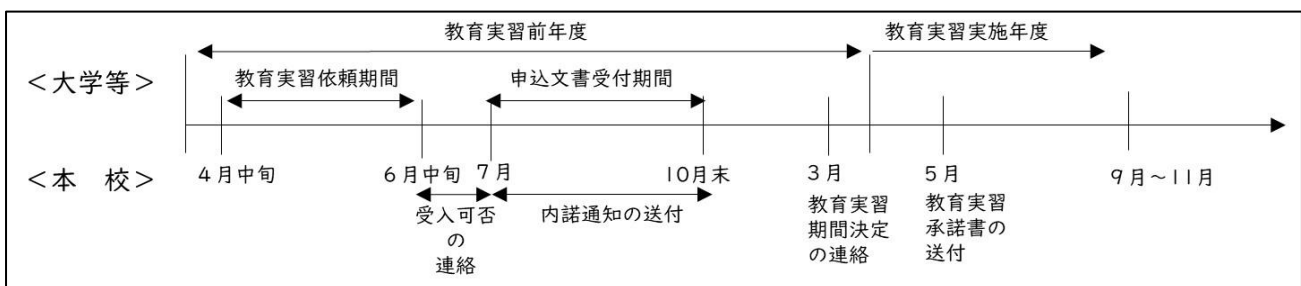 教育実習前年度
教育実習実施年度
<大学等>
教育実習依頼期間
申込文書受付期間
<本 校>
4月中旬
6月中旬
7月
10月末
3月
5月
9月～11月
受入可否
の
連絡
内諾通知の送付
教育実習
期間決定
の連絡
教育実習
承諾書の
送付